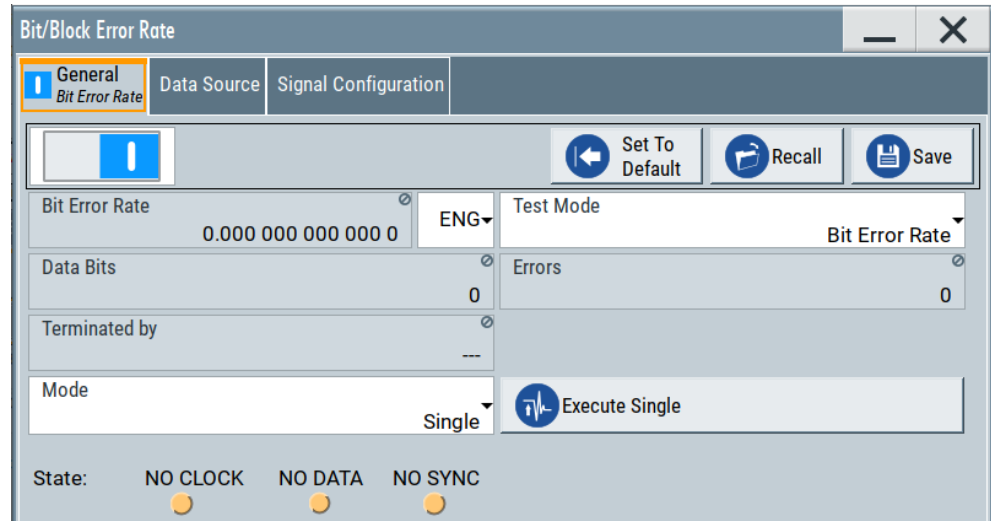 Bit/Block Error Rate
General
Bit Error Rate
Data Source
Signal Configuration
Set To
Default
Recall
Save
Bit Error Rate
0.000 000 000 000 0
ENG
Test Mode
Bit Error Rate
Data Bits
0
Errors
0
Terminated by
---
Mode
Single
Execute Single
State:
NO CLOCK
NO DATA
NO SYNC